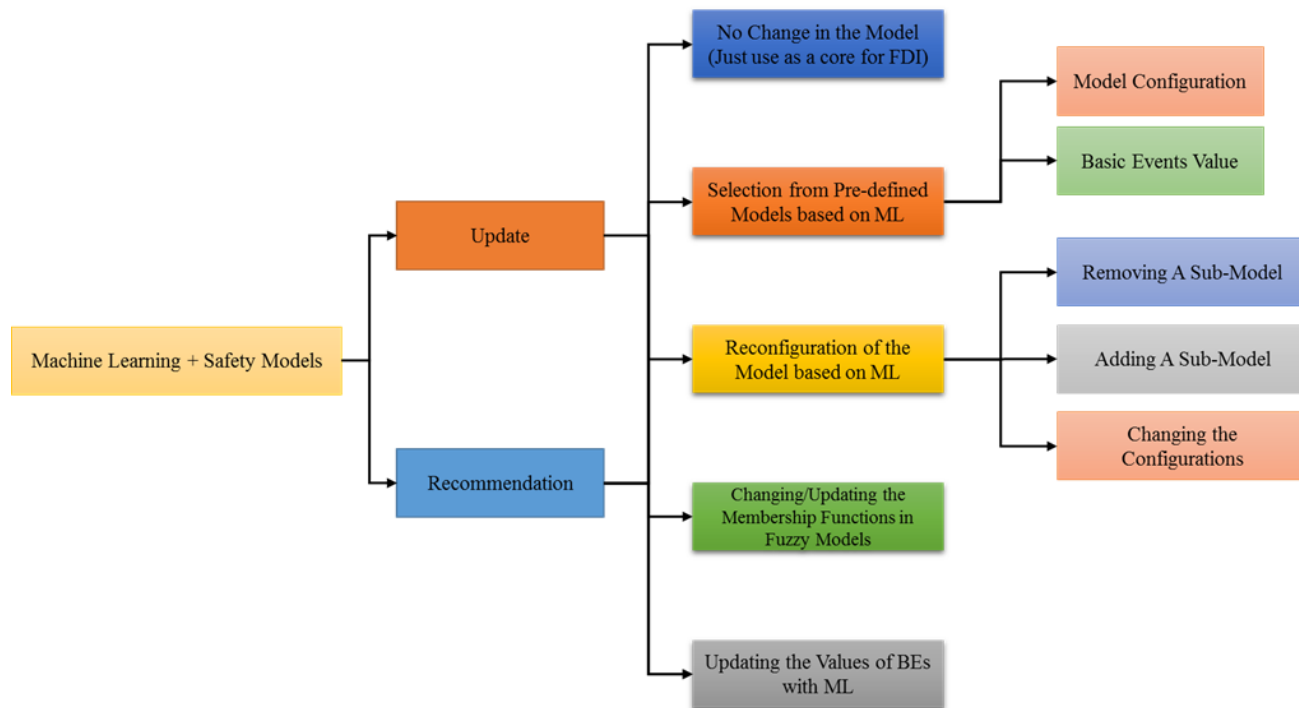 No Change in the Model
(Just use as a core for FDI)
Model Configuration
Basic Events Value
Selection from Pre-defined
Models based on ML
Update
Removing A Sub-Model
Machine Learning + Safety Models
Reconfiguration of the
Model based on ML
Adding A Sub-Model
Changing the
Configurations
Recommendation
Changing/Updating the
Membership Functions in
Fuzzy Models
Updating the Values of BEs
with ML